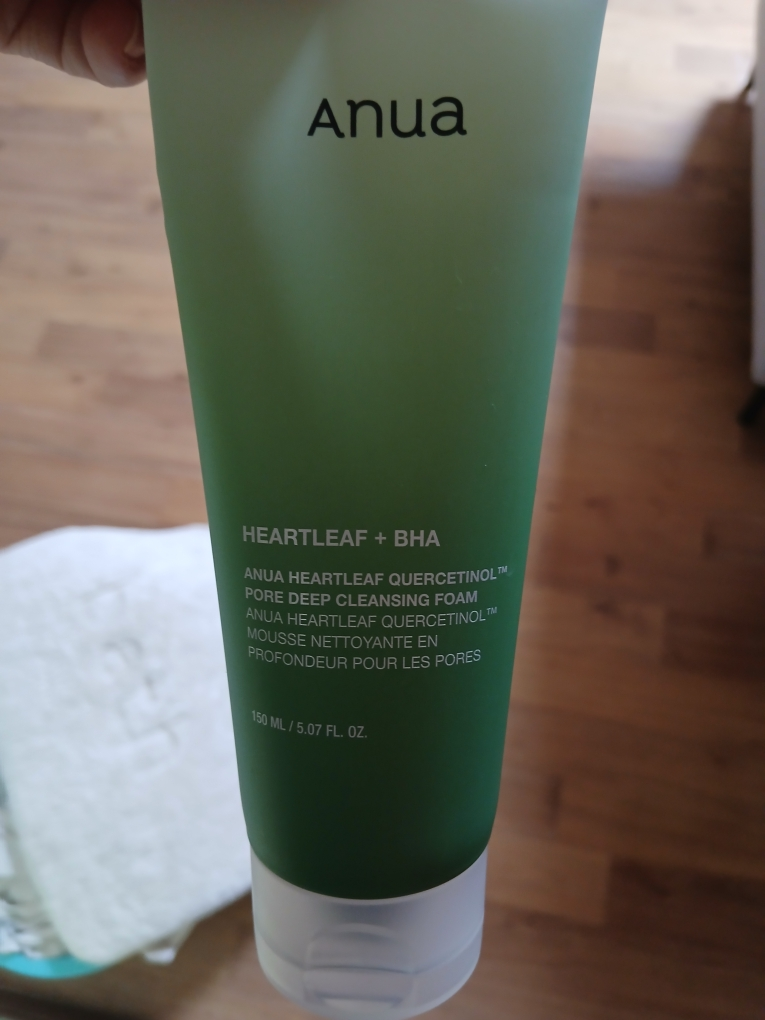 Anua
HEARTLEAF + BHA
ANUA HEARTLEAF QUERCETINOL™
PORE DEEP CLEANSING FOAM
ANUA HEARTLEAF QUERCETINOL™
MOUSSE NETTOYANTE EN
PROFONDEUR POUR LES PORES
150 ML / 5.07 FL. OZ.